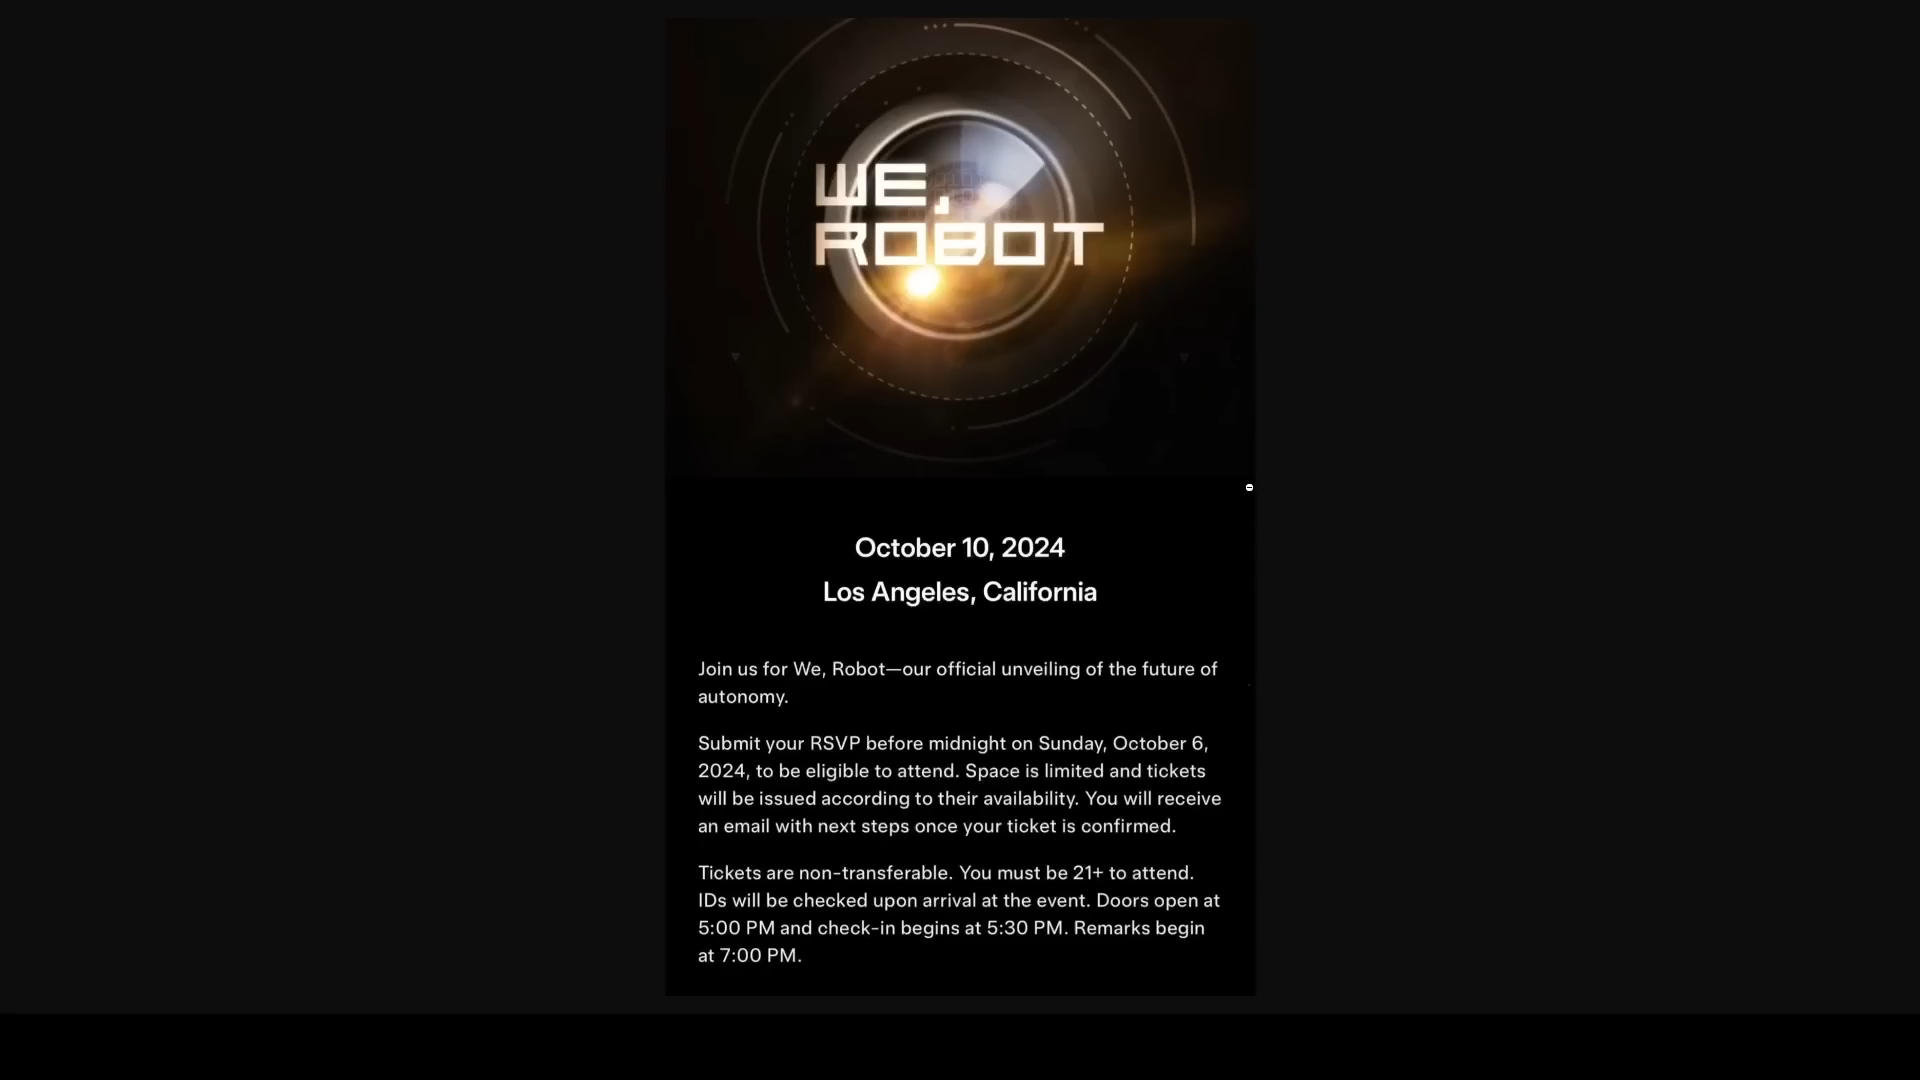 WE,
ROBOT
October 10, 2024
Los Angeles, California
Join us for We, Robot—our official unveiling of the future of
autonomy.
Submit your RSVP before midnight on Sunday, October 6,
2024, to be eligible to attend. Space is limited and tickets
will be issued according to their availability. You will receive
an email with next steps once your ticket is confirmed.
Tickets are non-transferable. You must be 21+ to attend.
IDs will be checked upon arrival at the event. Doors open at
5:00 PM and check-in begins at 5:30 PM. Remarks begin
at 7:00 PM.